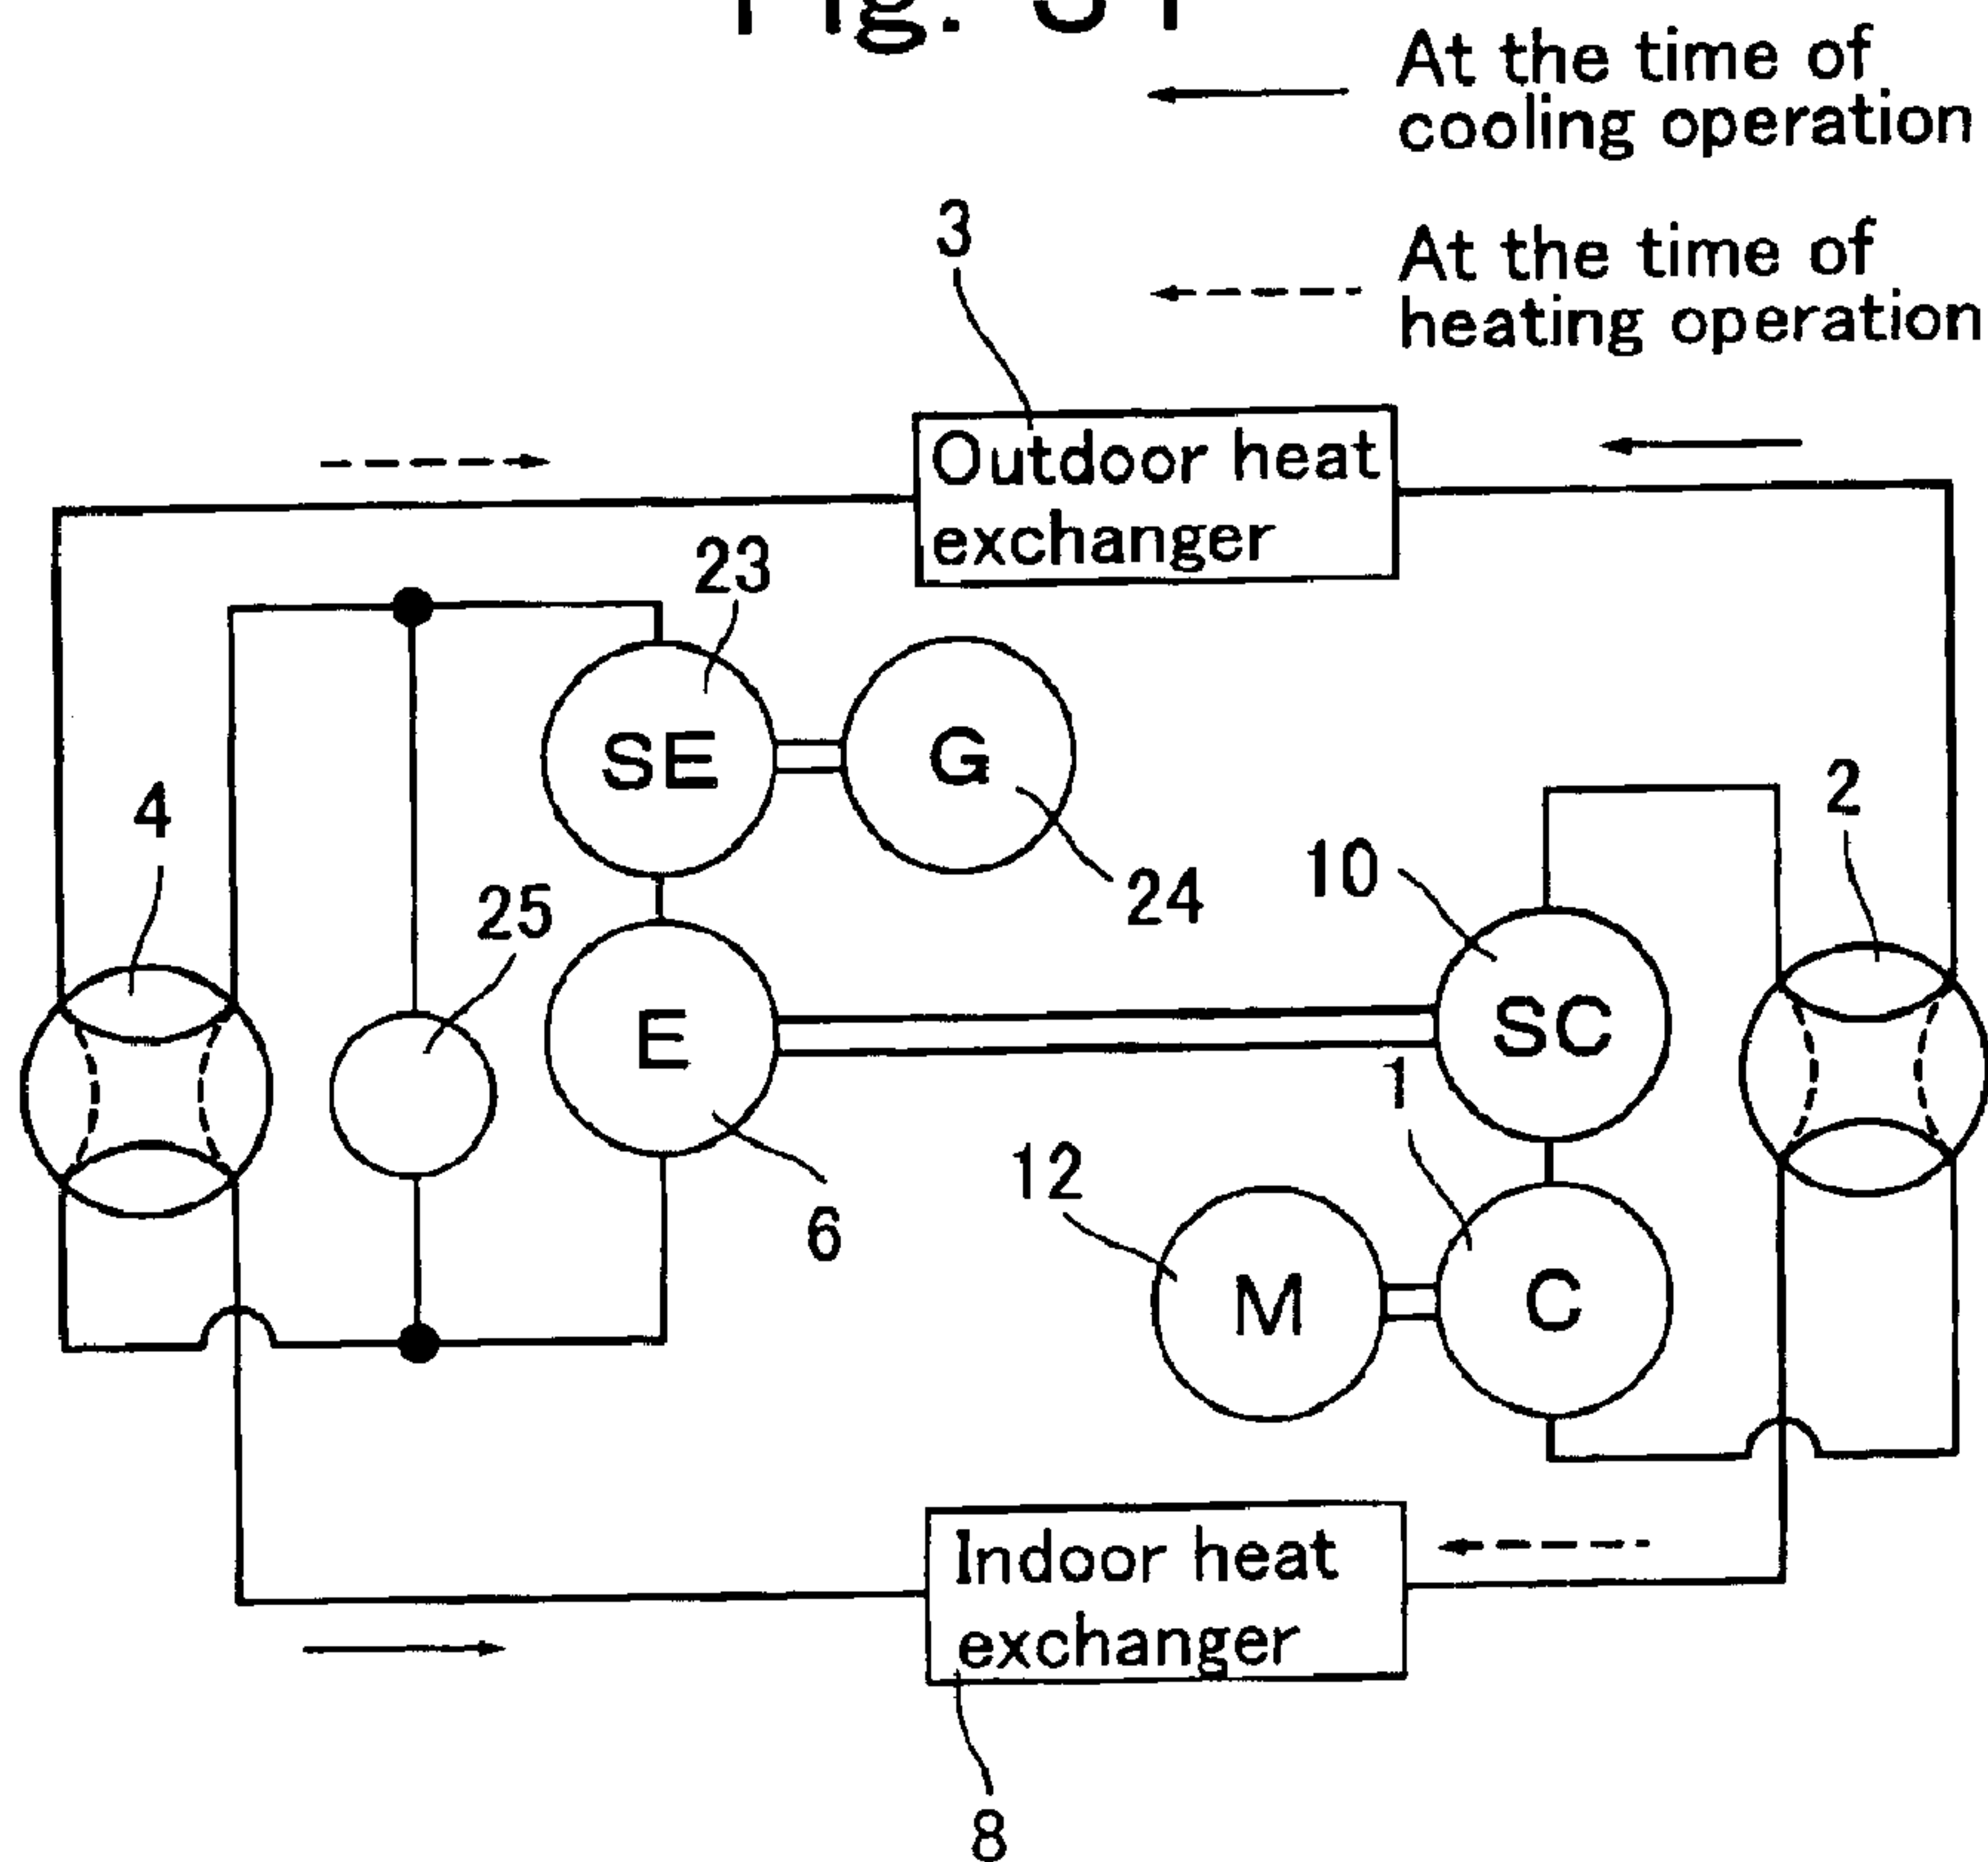 At the time of
cooling operation
3
At the time of
heating operation
Outdoor heat
exchanger
23
SE
G
4
2
10
24
25
SC
E
1
12
6
M
C
Indoor heat
exchanger
8